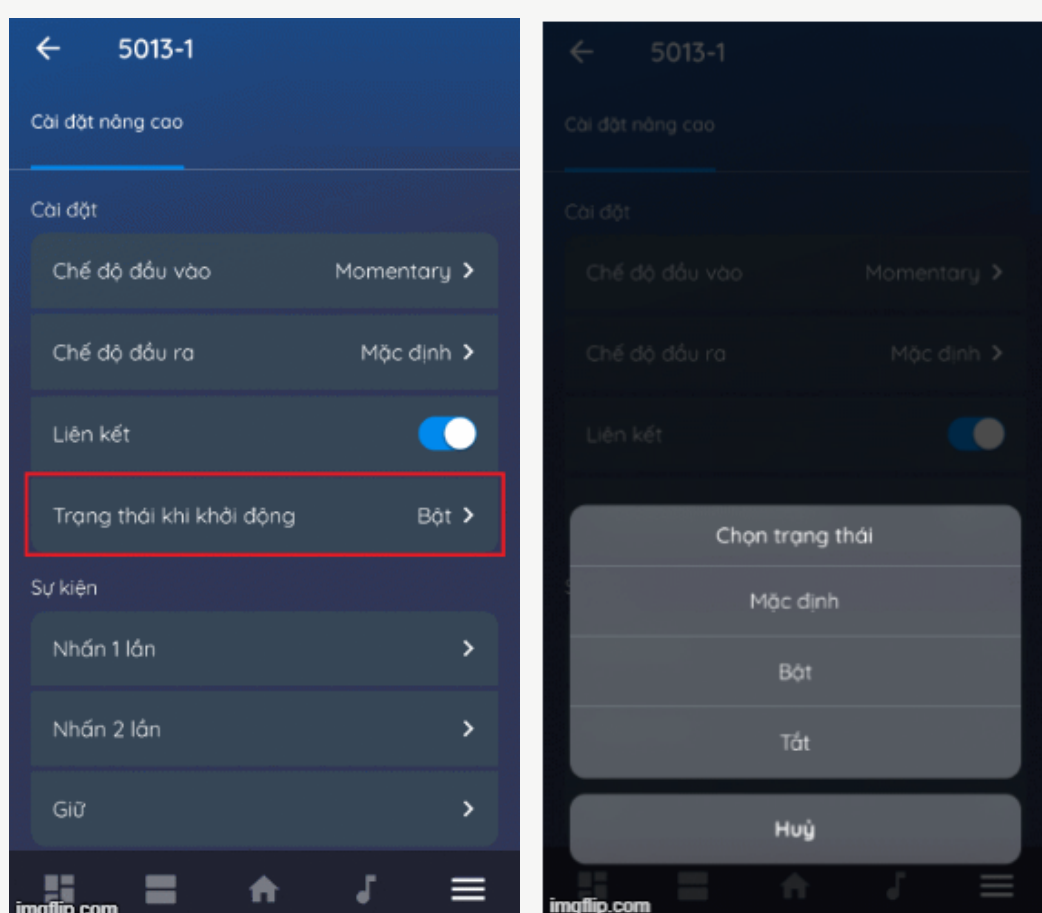 5013-1
Cài đặt nâng cao
Cài đặt
Chế độ đầu vào Momentary
Chế độ đầu ra Mặc định
Liên kết
Trạng thái khi khởi động Bật
Sự kiện
Nhấn 1 lần
Nhấn 2 lần
Giữ
imgflip.com
5013-1
Cài đặt nâng cao
Cài đặt
Chế độ đầu vào Momentary
Chế độ đầu ra Mặc định
Liên kết
Chọn trạng thái
Mặc định
Bật
Tắt
Huỷ
imgflip.com